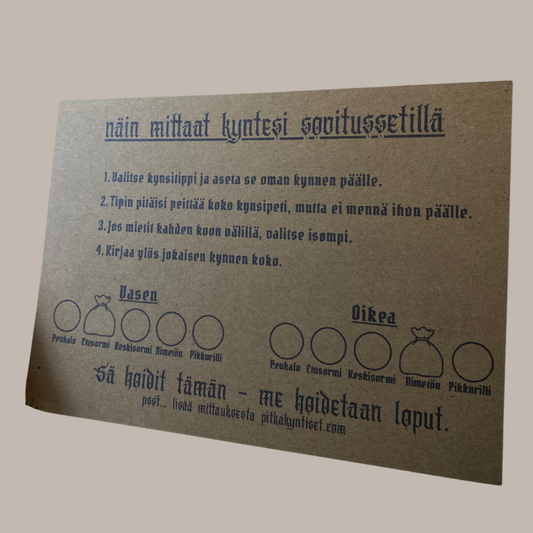 näin mittaat kyntesi sovitussetillä
1. Valitse kynsitippi ja aseta se oman kynnen päälle.
2. Tipin pitäisi peittää koko kynsipeti, mutta ei mennä ihon päälle.
3. Jos mietit kahden koon välillä, valitse isompi.
4. Kirjaa ylös jokaisen kynnen koko.
Vasen
Peukalo Etusormi Keskisormi Nimetön Pikkurilli
Oikea
Peukalo Etusormi Keskisormi Nimetön Pikkurilli
Sä hoidit tämän - me hoidetaan loput.
psst... lisää mittauksesta pitkakyntiset.com